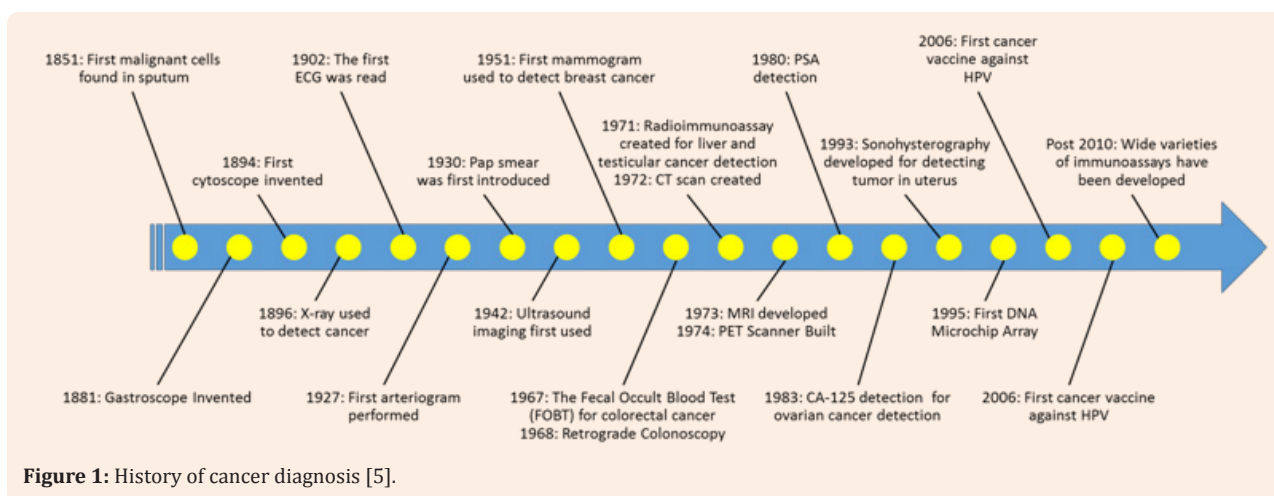 1851: First malignant cells
found in sputum
1902: The first
ECG was read
1951: First mammogram
used to detect breast cancer
1980: PSA
detection
2006: First cancer
vaccine against
HPV
1894: First
cytoscope invented
1930: Pap smear
was first introduced
1971: Radioimmunoassay
created for liver and
testicular cancer detection
1972: CT scan created
1993: Sonohysterography
developed for detecting
tumor in uterus
Post 2010: Wide varieties
of immunoassays have
been developed
1896: X-ray used
to detect cancer
1942: Ultrasound
imaging first used
1973: MRI developed
1974: PET Scanner Built
1995: First DNA
Microchip Array
1881: Gastroscope Invented
1927: First arteriogram
performed
1967: The Fecal Occult Blood Test
(FOBT) for colorectal cancer
1968: Retrograde Colonoscopy
1983: CA-125 detection for
ovarian cancer detection
2006: First cancer vaccine
against HPV
Figure 1: History of cancer diagnosis [5].